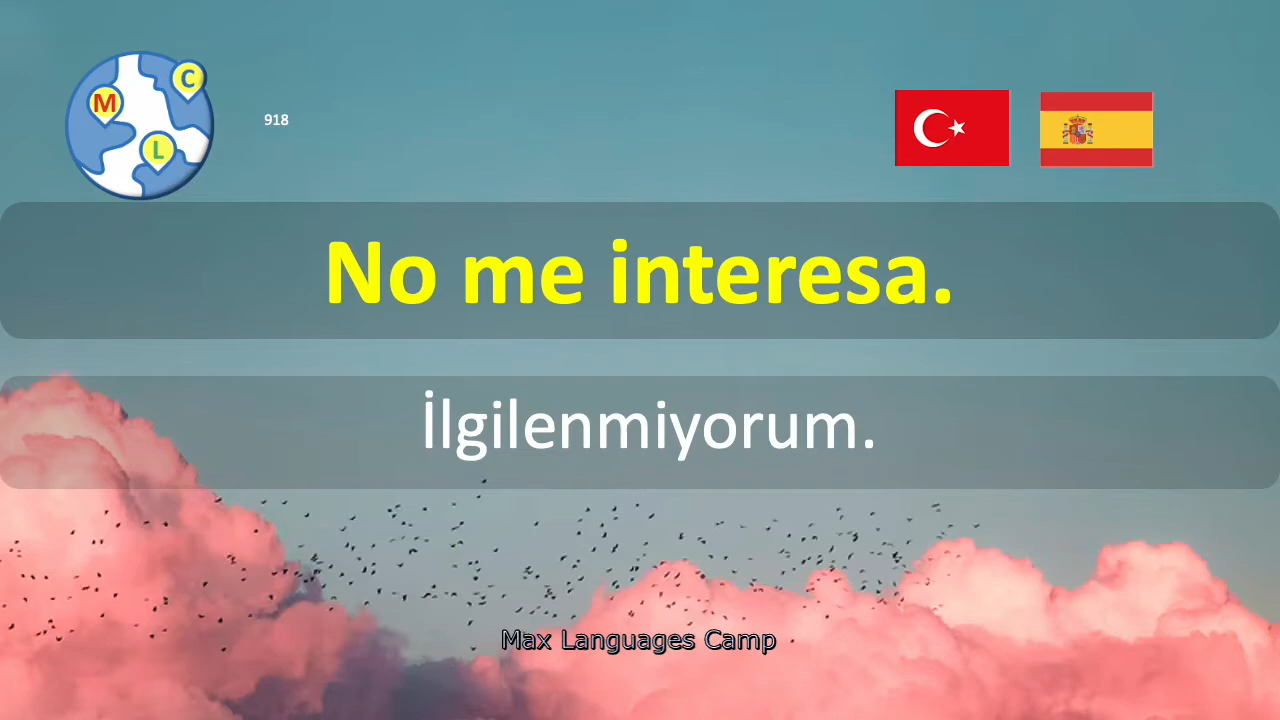 C
M
L
918
No me interesa.
İlgilenmiyorum.
Max Languages Camp